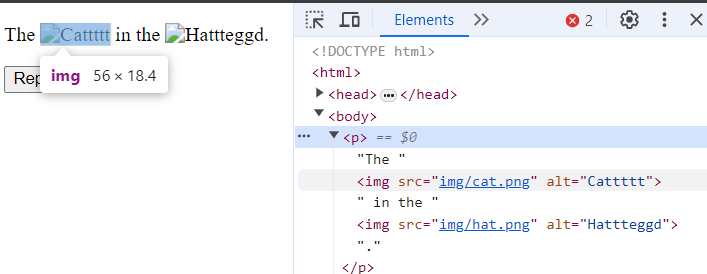 The Cattttt in the Hattteggd.
Rep
img 56 × 18.4
Elements
2
<!DOCTYPE html>
<html>
<head> ••• </head>
<body>
••• <p> == $0
"The "
<img src="img/cat.png" alt="Cattttt">
" in the "
<img src="img/hat.png" alt="Hattteggd">
"."
</p>